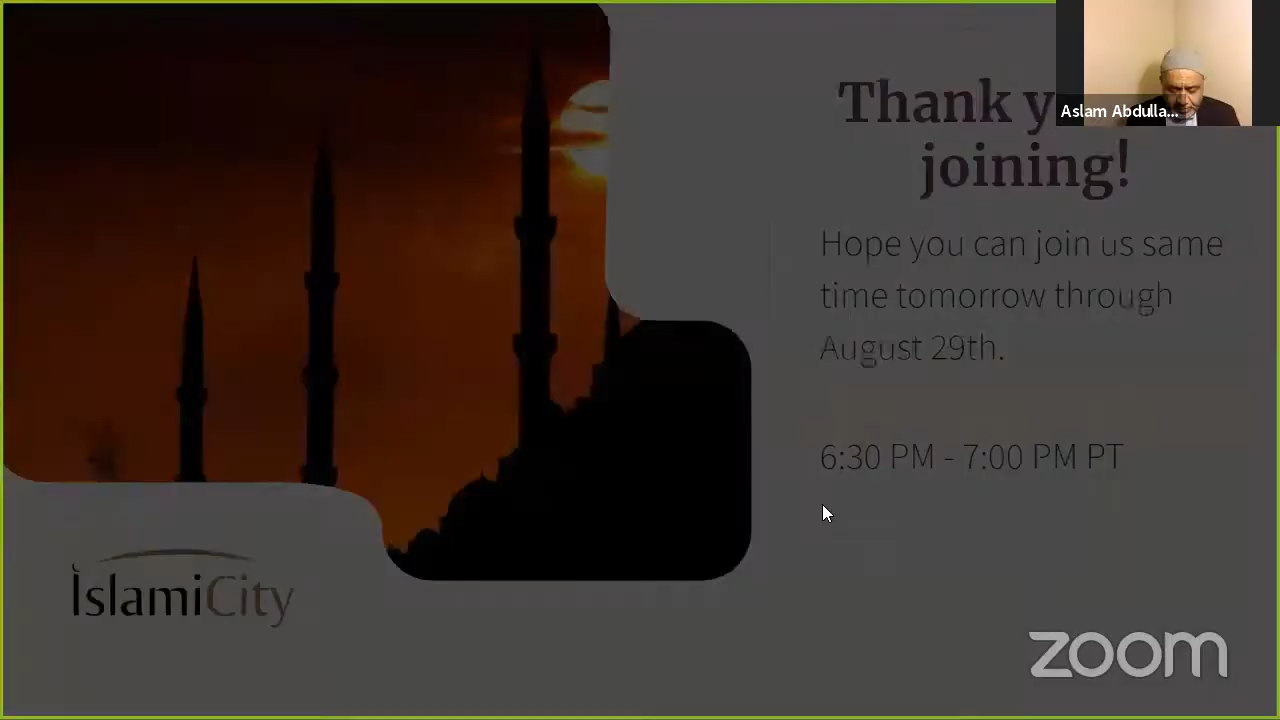 Thank y
joining!
Aslam Abdulla...
Hope you can join us same
time tomorrow through
August 29th.
6:30 PM - 7:00 PM PT
İslamiCity
zoom